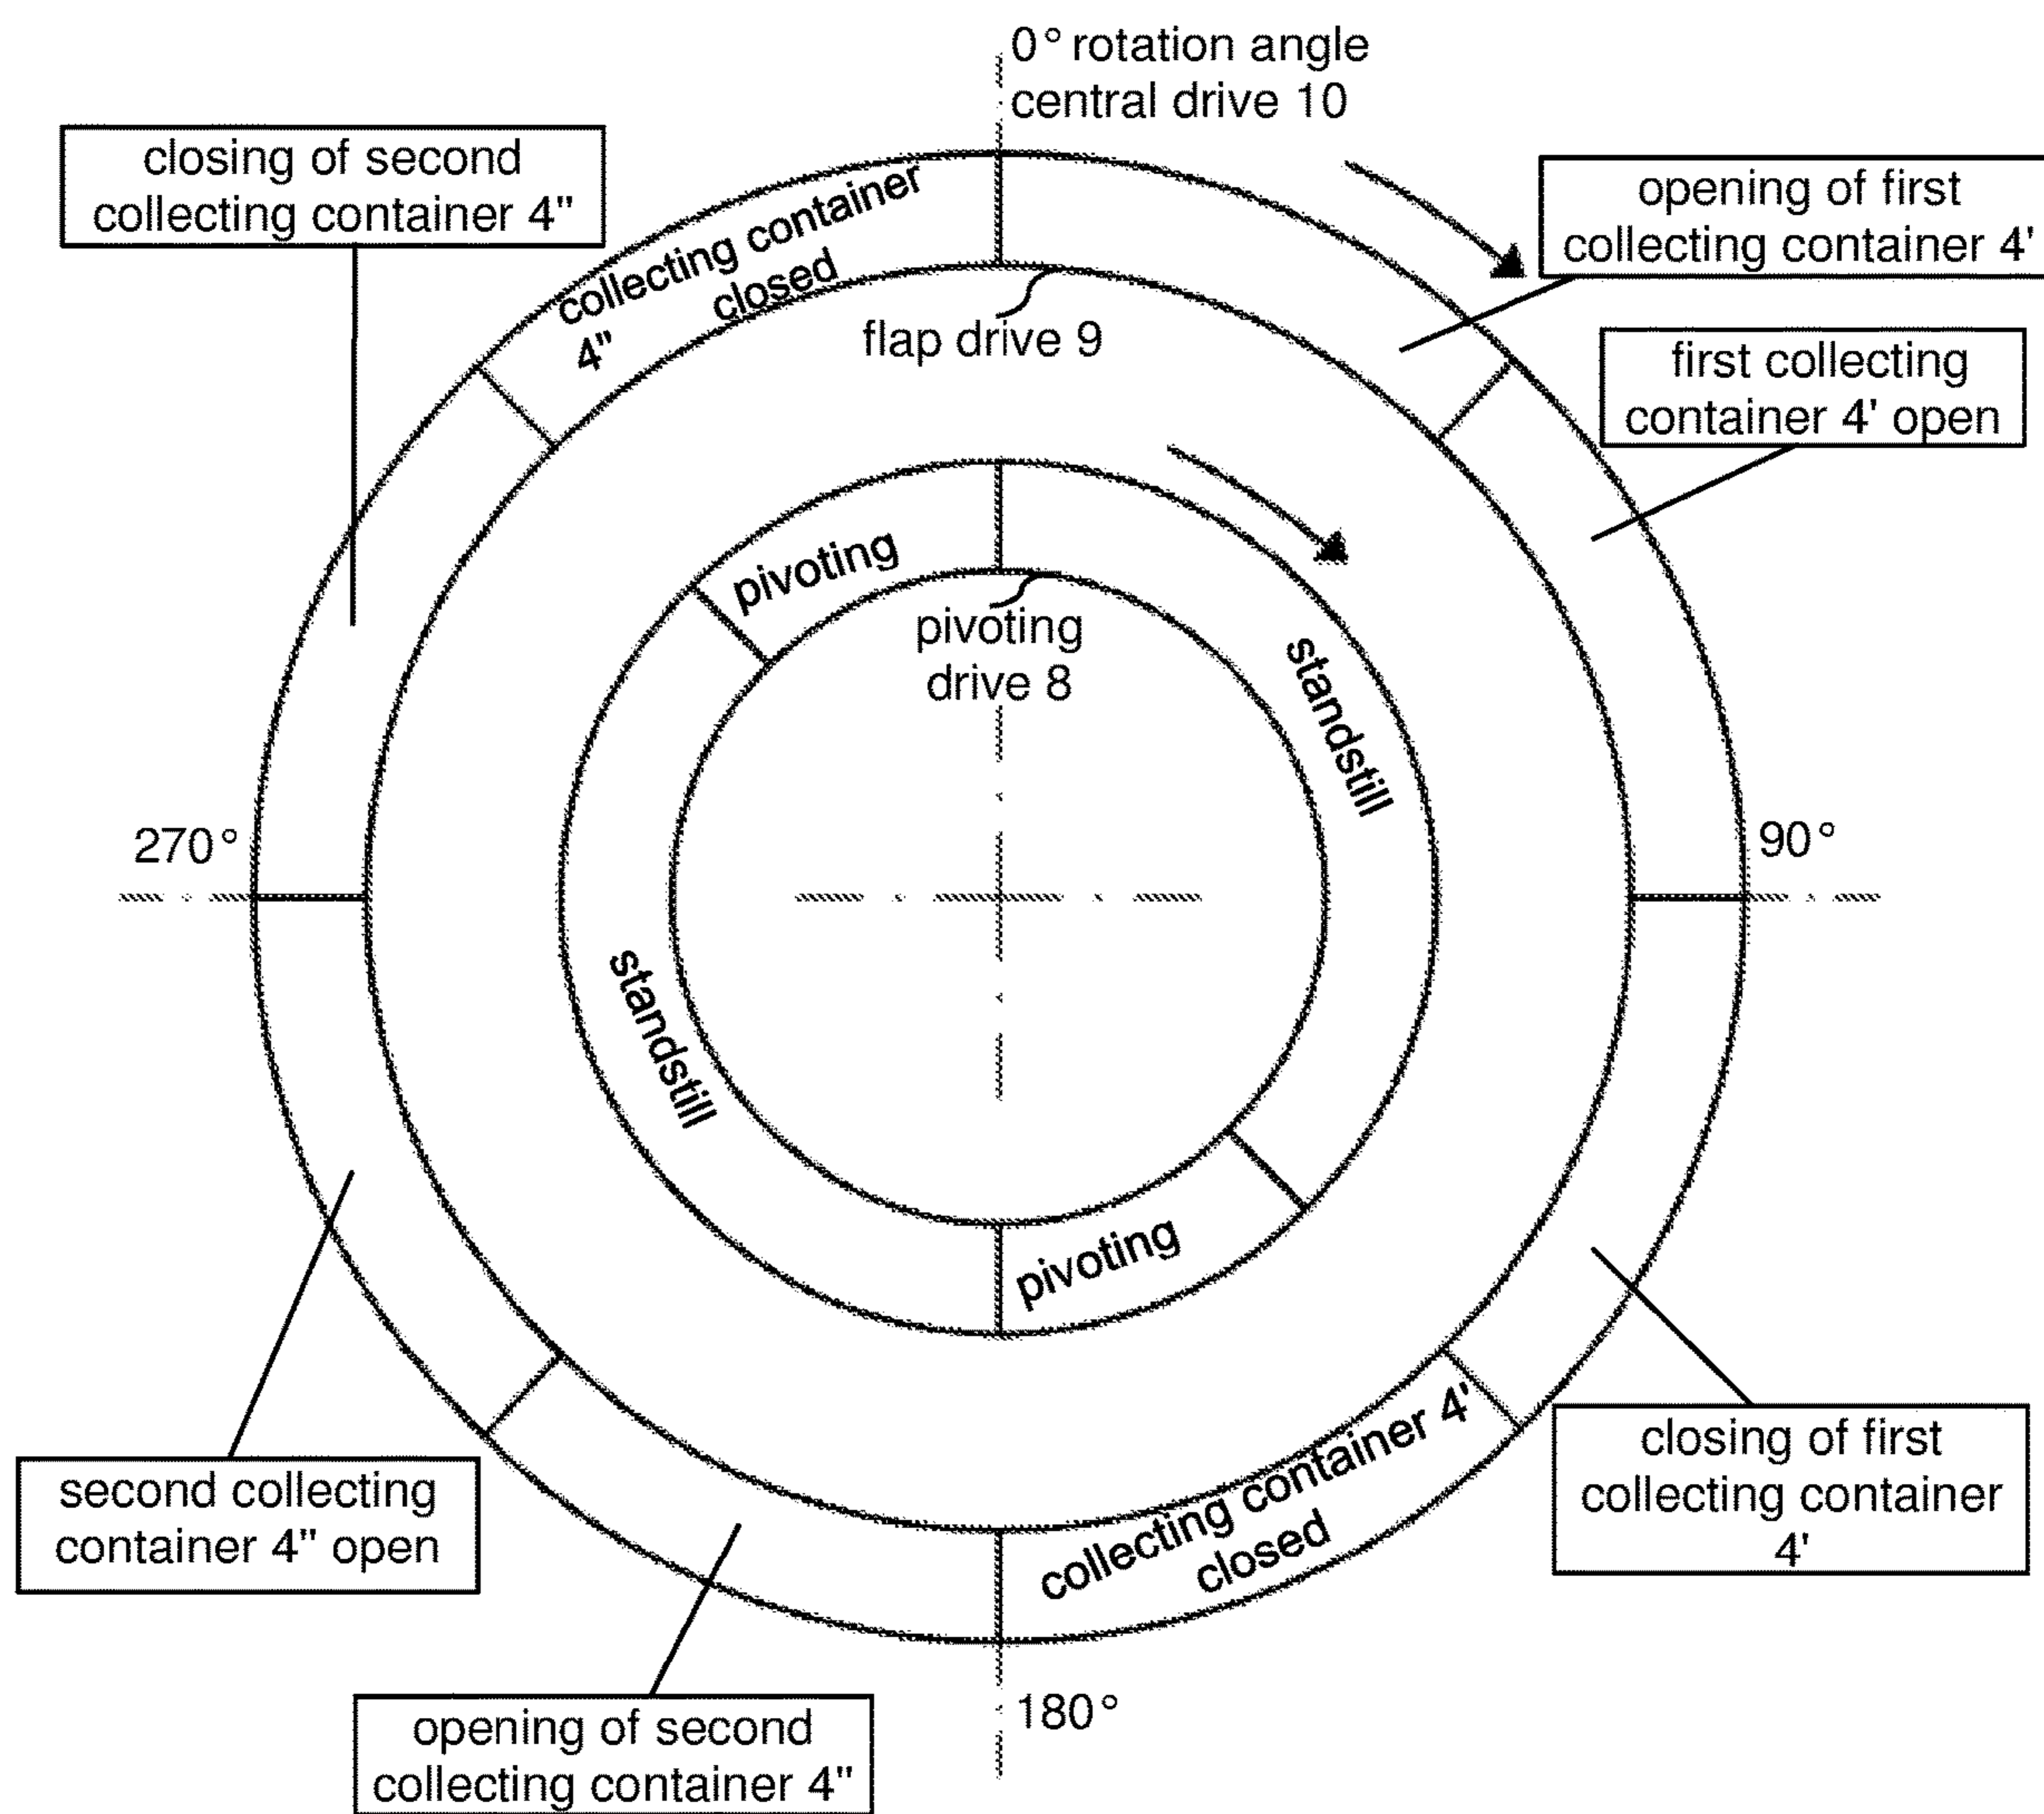 0° rotation angle
central drive 10
closing of second
collecting container 4"
collecting container
4" closed
opening of first
collecting container 4'
flap drive 9
first collecting
container 4' open
pivoting
pivoting
drive 8
standstill
270°
90°
standstill
pivoting
collecting container 4'
closed
closing of first
collecting container
4'
second collecting
container 4" open
opening of second
collecting container 4"
180°